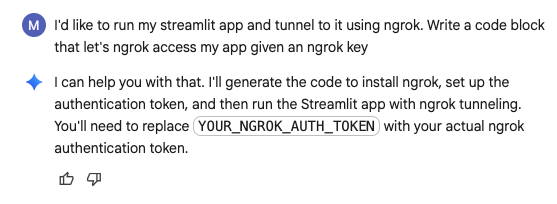 M
I'd like to run my streamlit app and tunnel to it using ngrok. Write a code block
that let's ngrok access my app given an ngrok key
I can help you with that. I'll generate the code to install ngrok, set up the
authentication token, and then run the Streamlit app with ngrok tunneling.
You'll need to replace YOUR_NGROK_AUTH_TOKEN with your actual ngrok
authentication token.